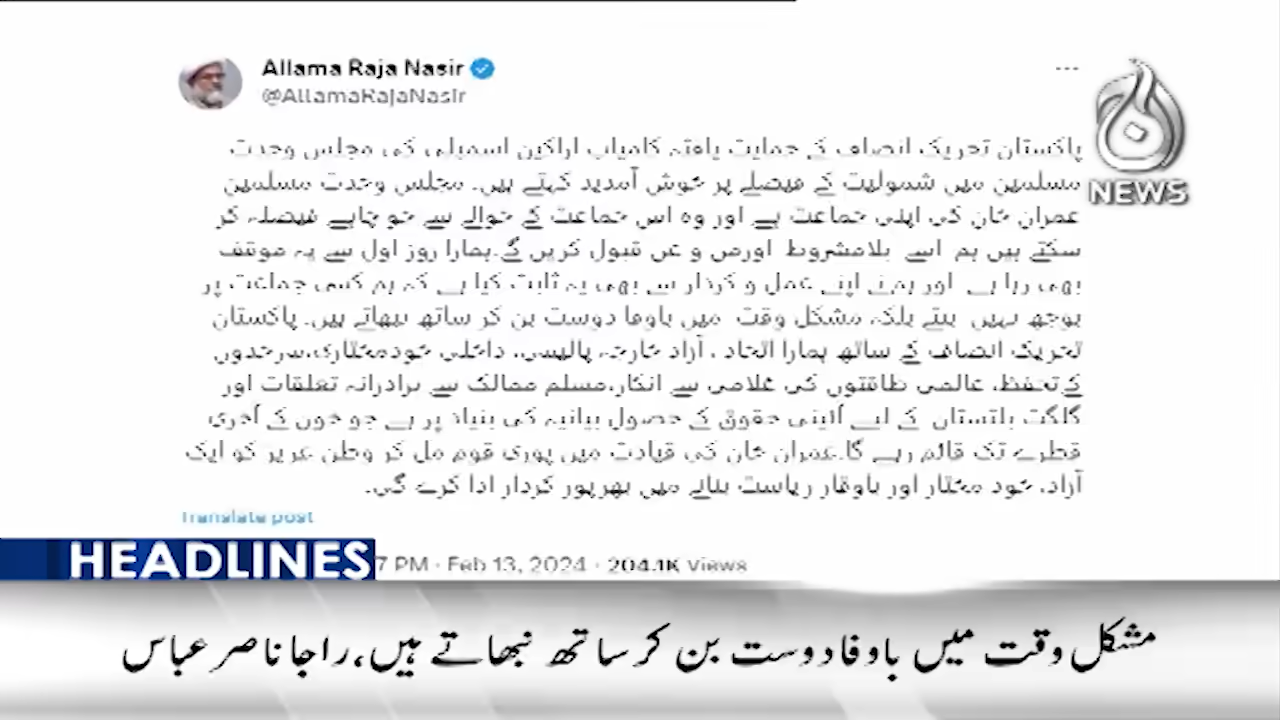 Allama Raja Nasir
@AllamaRajaNasir
پاکستان تحریک انصاف کے حمایت یافتہ کامیاب اراکین اسمبلی کی مجلس وحدت
مسلمین میں شمولیت کے فیصلے پر خوش آمدید کہتے ہیں۔ مجلس وحدت مسلمین
عمران خان کی اپنی جماعت ہے اور وہ اس جماعت کے حوالے سے جو چاہے فیصلہ کر
سکتے ہیں ہم اسے بلامشروط اورمن و عن قبول کریں گے۔ہمارا روز اول سے یہ موقف
بھی رہا ہے اور ہم نے اپنے عمل و کردار سے بھی یہ ثابت کیا ہے کہ ہم کسی جماعت پر
بوجھ نہیں بنتے بلکہ مشکل وقت میں باوفا دوست بن کر ساتھ نبھاتے ہیں۔ پاکستان
تحریک انصاف کے ساتھ ہمارا اتحاد ، آزاد خارجہ پالیسی، داخلی خودمختاری،سرحدوں
کےتحفظ، عالمی طاقتوں کی غلامی سے انکار،مسلم ممالک سے برادرانہ تعلقات اور
گلگت بلتستان کے لیے آئینی حقوق کے حصول بیانیہ کی بنیاد پر ہے جو خون کے آخری
قطرے تک قائم رہے گا۔عمران خان کی قیادت میں پوری قوم مل کر وطن عزیز کو ایک
آزاد، خود مختار اور باوقار ریاست بنانے میں بھرپور کردار ادا کرے گی۔
Translate post
7 PM · Feb 13, 2024 · 204.1K Views
NEWS
HEADLINES
مشکل وقت میں باوفا دوست بن کر ساتھ نبھاتے ہیں،راجا ناصر عباس